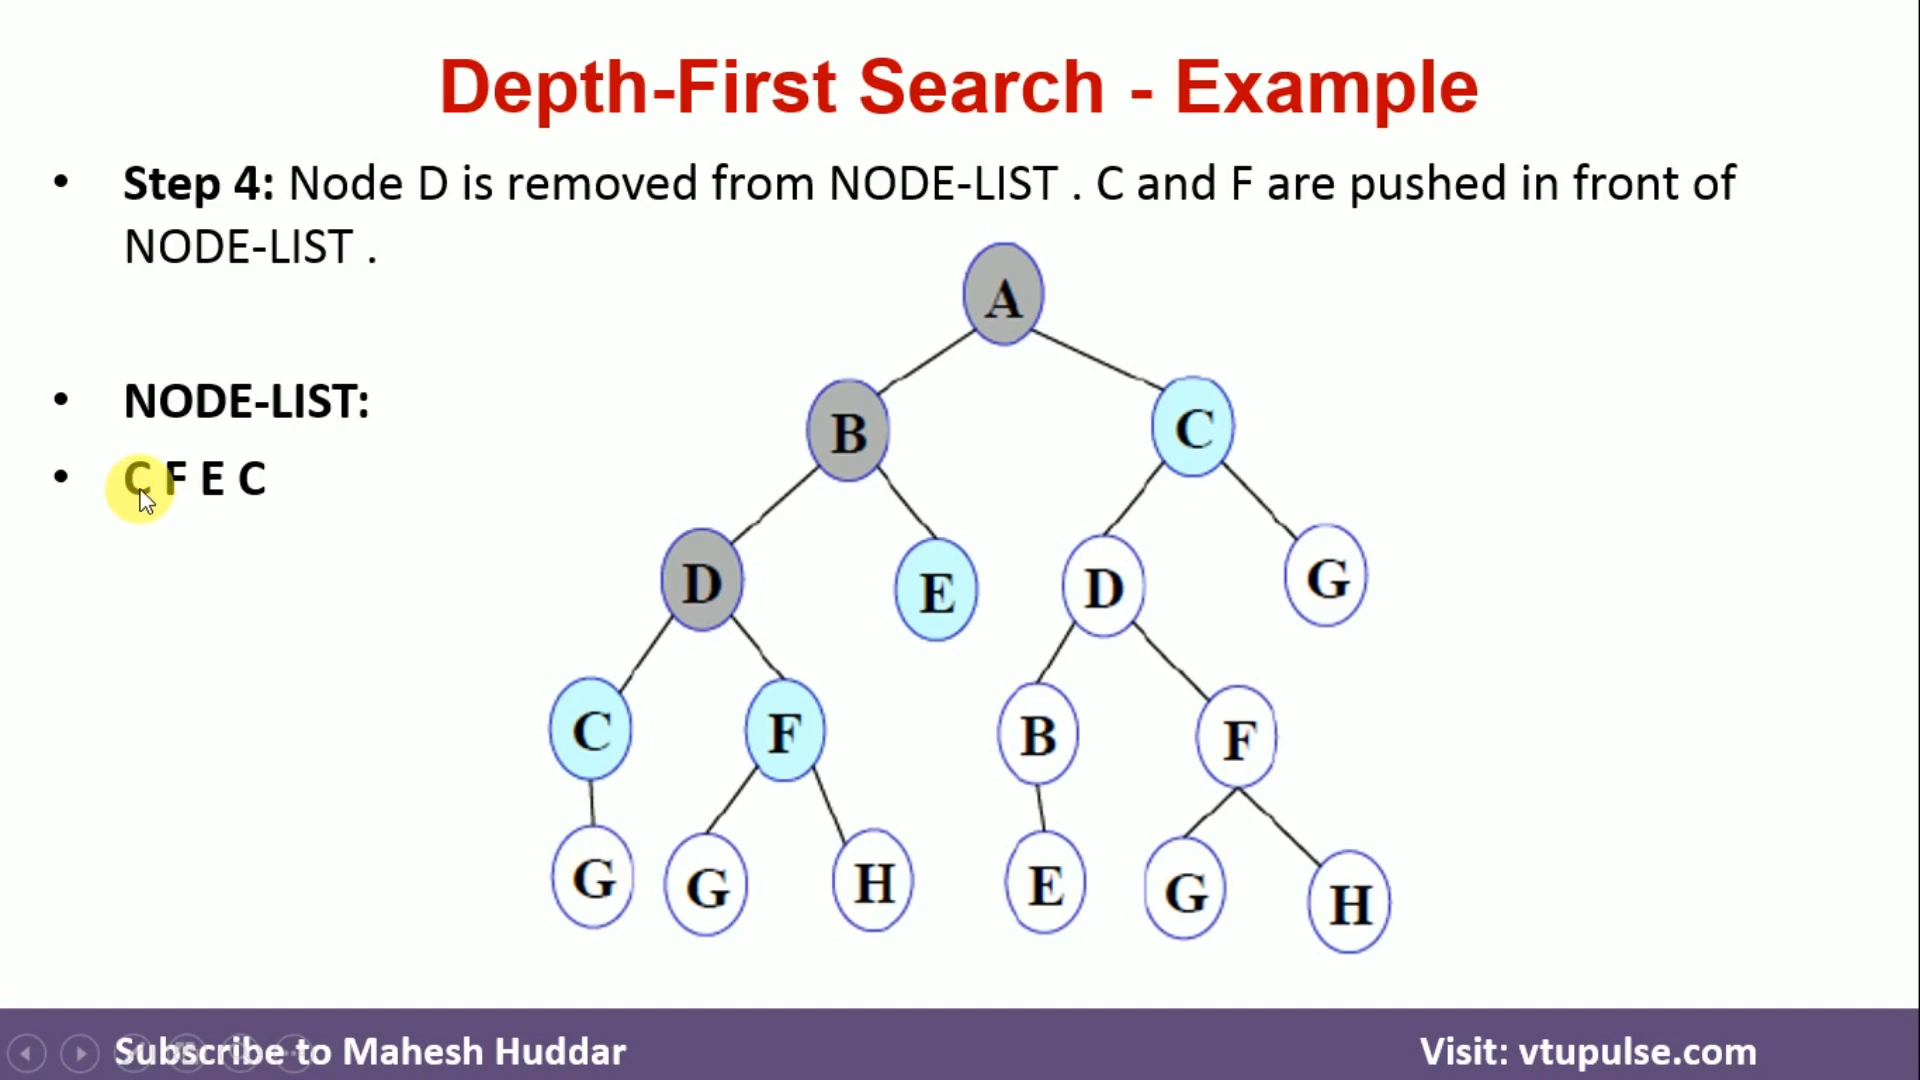 Depth-First Search - Example
• Step 4: Node D is removed from NODE-LIST . C and F are pushed in front of
NODE-LIST .
• NODE-LIST:
• C F E C
A
B
C
D
E
D
G
C
F
B
F
G
G
H
E
G
H
Subscribe to Mahesh Huddar
Visit: vtupulse.com